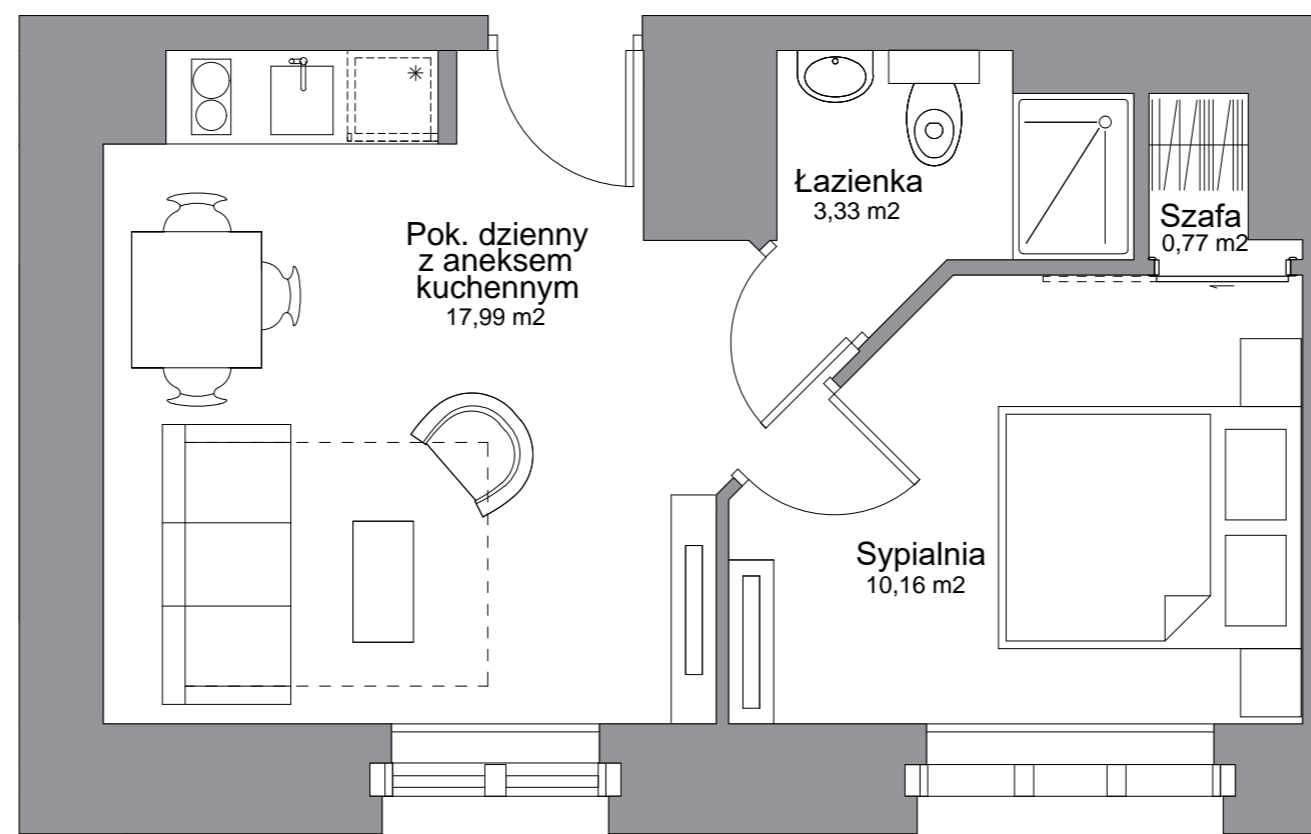 Łazienka
3,33 m2
Szafa
0,77 m2
Pok. dzienny
z aneksem
kuchennym
17,99 m2
Sypialnia
10,16 m2